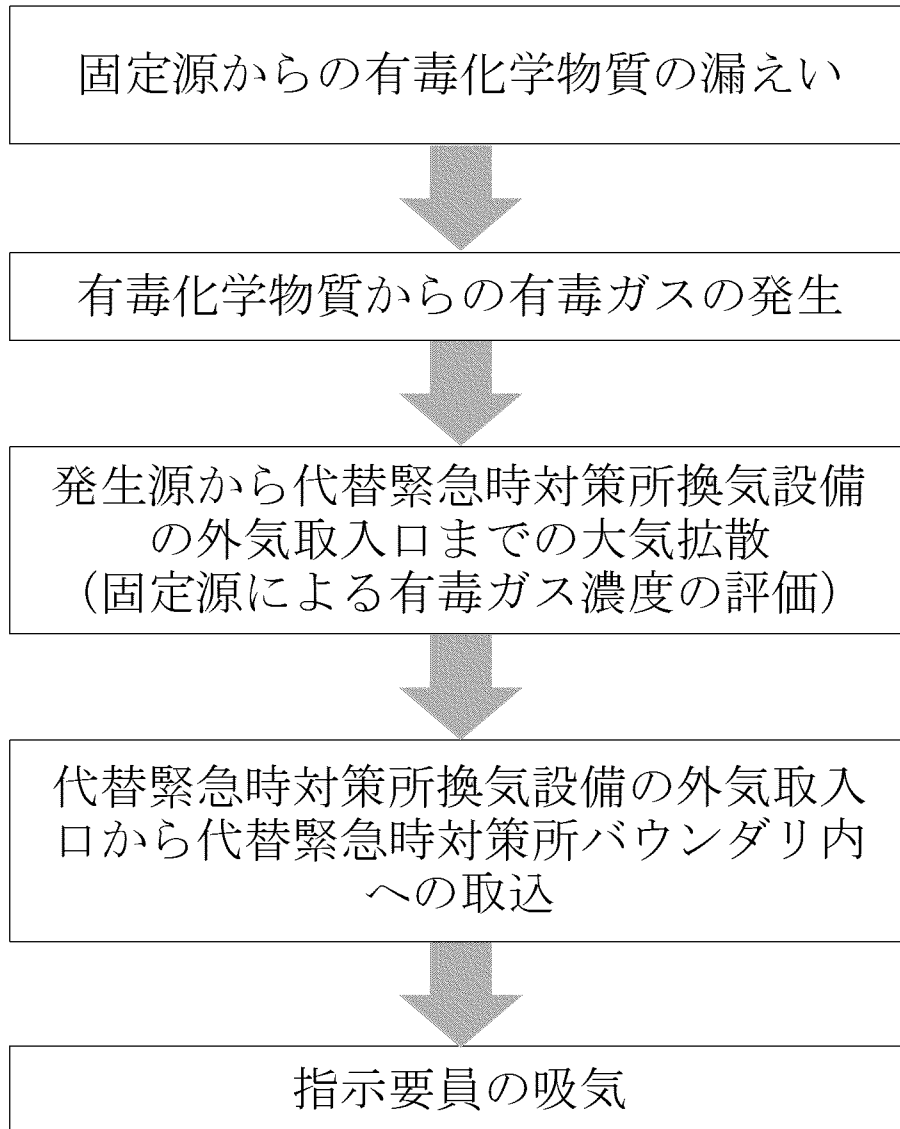 固定源からの有毒化学物質の漏えい
有毒化学物質からの有毒ガスの発生
発生源から代替緊急時対策所換気設備
の外気取入口までの大気拡散
（固定源による有毒ガス濃度の評価）
代替緊急時対策所換気設備の外気取入
口から代替緊急時対策所バウンダリ内
への取込
指示要員の吸気